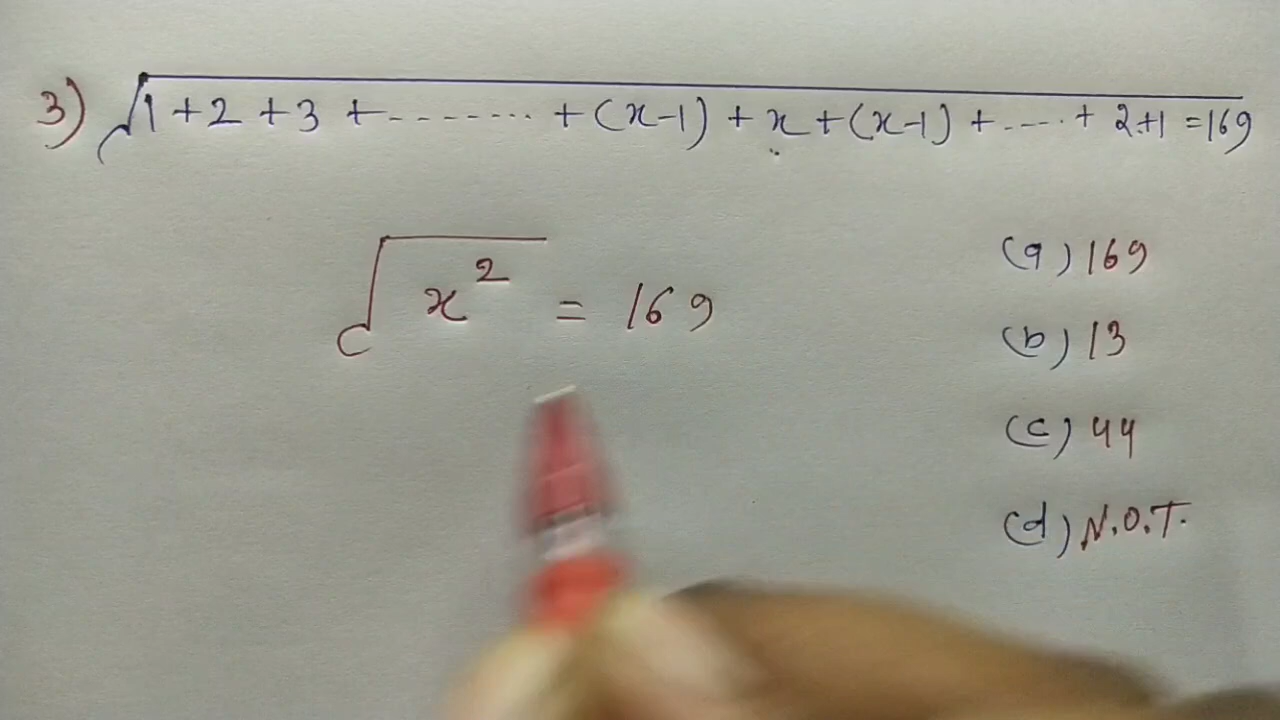 3) √1 + 2 + 3 + -------- + (x-1) + x + (x-1) + ----- + 2+1 = 169
√x² = 169
(a) 169
(b) 13
(c) 44
(d) N.O.T.